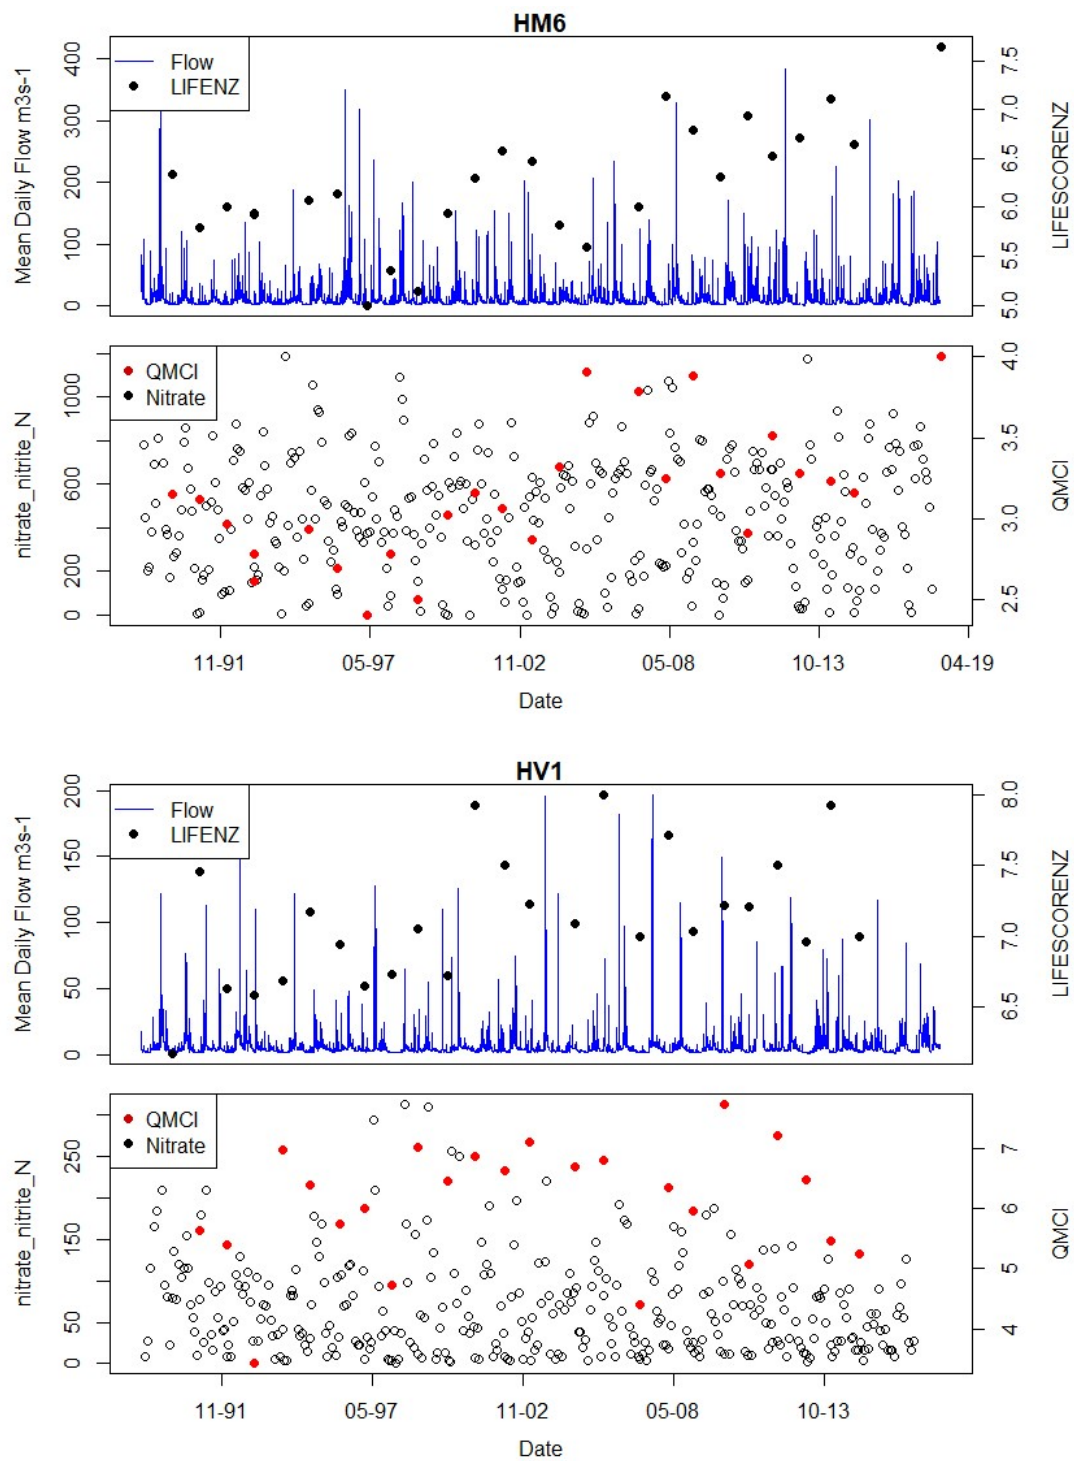 HM6
Flow
LIFENZ
Mean Daily Flow m3s-1
0
100
200
300
400
5.0
5.5
6.0
6.5
7.0
7.5
LIFESCORENZ
QMCI
Nitrate
nitrate_nitrite_N
0
200
600
1000
2.5
3.0
3.5
4.0
QMCI
11-91
05-97
11-02
05-08
10-13
04-19
Date
HV1
Flow
LIFENZ
Mean Daily Flow m3s-1
0
50
100
150
200
6.5
7.0
7.5
8.0
LIFESCORENZ
QMCI
Nitrate
nitrate_nitrite_N
0
50
150
250
4
5
6
7
QMCI
11-91
05-97
11-02
05-08
10-13
Date